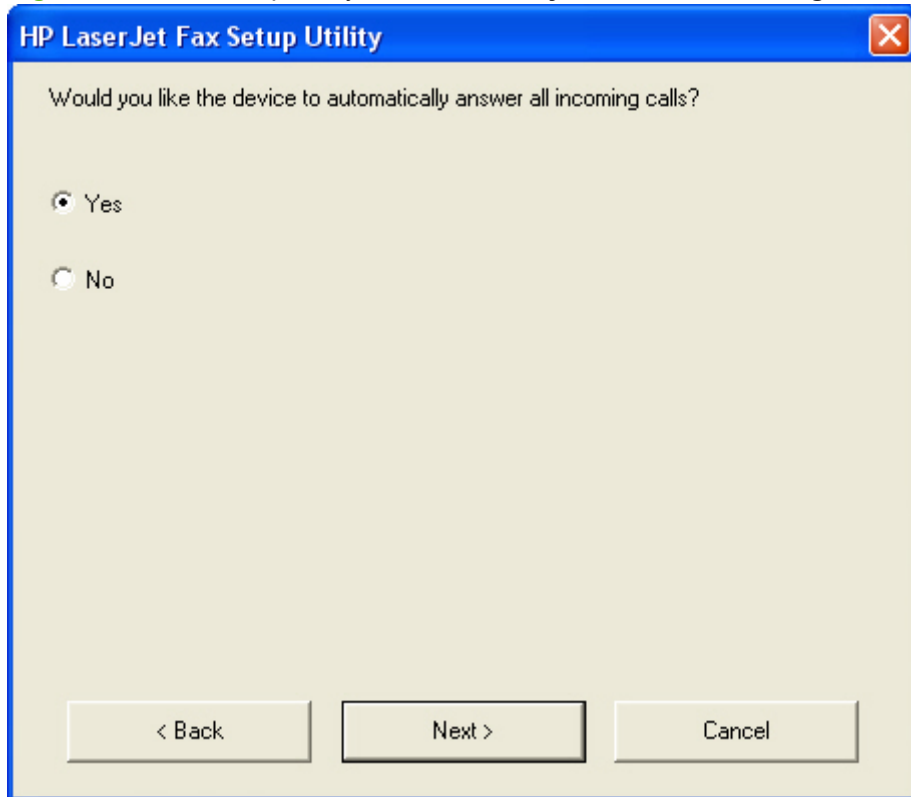 HP LaserJet Fax Setup Utility
Would you like the device to automatically answer all incoming calls?
Yes
No
< Back
Next >
Cancel